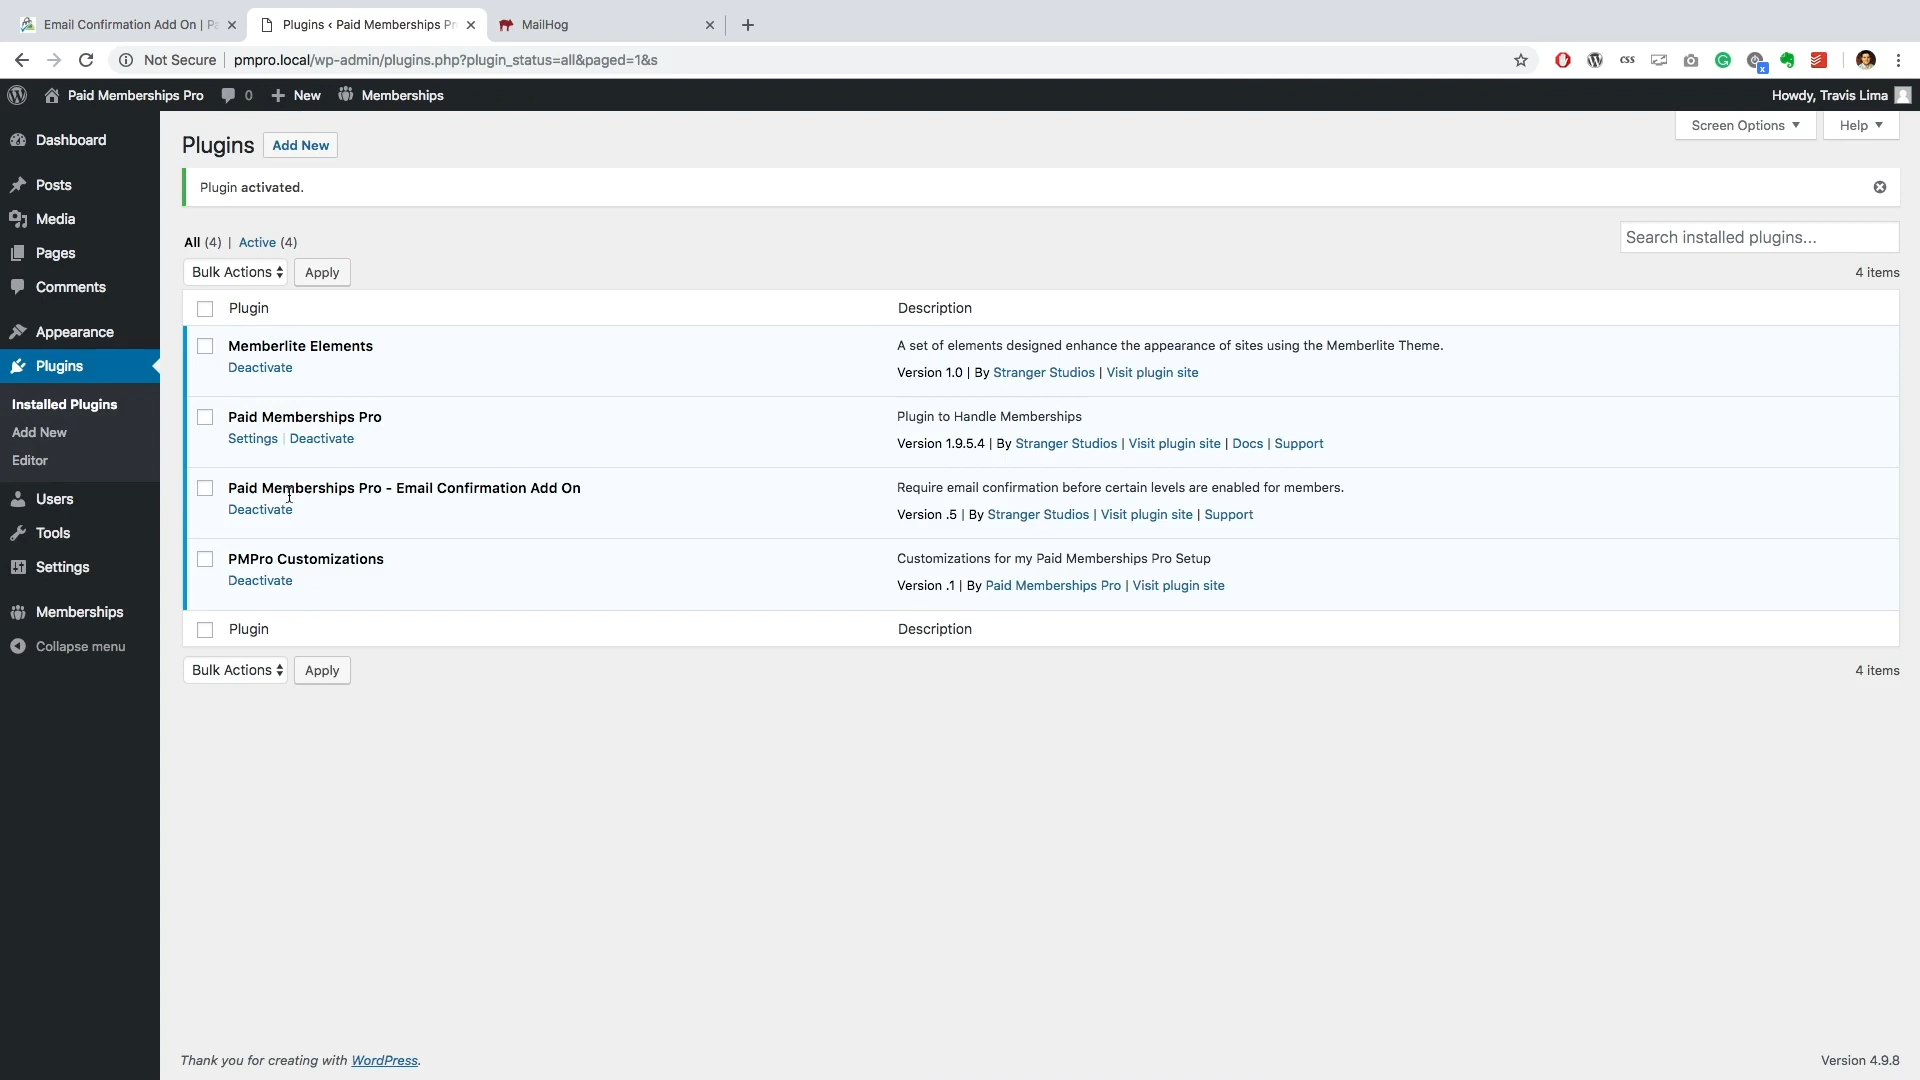 Email Confirmation Add On | Pa
Plugins ‹ Paid Memberships Pr
MailHog
Not Secure
pmpro.local/wp-admin/plugins.php?plugin_status=all&paged=1&s
css
x
Paid Memberships Pro
0
New
Memberships
Howdy, Travis Lima
Dashboard
Posts
Media
Pages
Comments
Appearance
Plugins
Installed Plugins
Add New
Editor
Users
Tools
Settings
Memberships
Collapse menu
Screen Options
Help
Plugins
Add New
Plugin activated.
All (4) | Active (4)
Search installed plugins...
Bulk Actions
Apply
4 items
Plugin
Description
Memberlite Elements
Deactivate
A set of elements designed enhance the appearance of sites using the Memberlite Theme.
Version 1.0 | By Stranger Studios | Visit plugin site
Paid Memberships Pro
Settings | Deactivate
Plugin to Handle Memberships
Version 1.9.5.4 | By Stranger Studios | Visit plugin site | Docs | Support
Paid Memberships Pro - Email Confirmation Add On
Deactivate
Require email confirmation before certain levels are enabled for members.
Version .5 | By Stranger Studios | Visit plugin site | Support
PMPro Customizations
Deactivate
Customizations for my Paid Memberships Pro Setup
Version .1 | By Paid Memberships Pro | Visit plugin site
Plugin
Description
Bulk Actions
Apply
4 items
Thank you for creating with WordPress.
Version 4.9.8